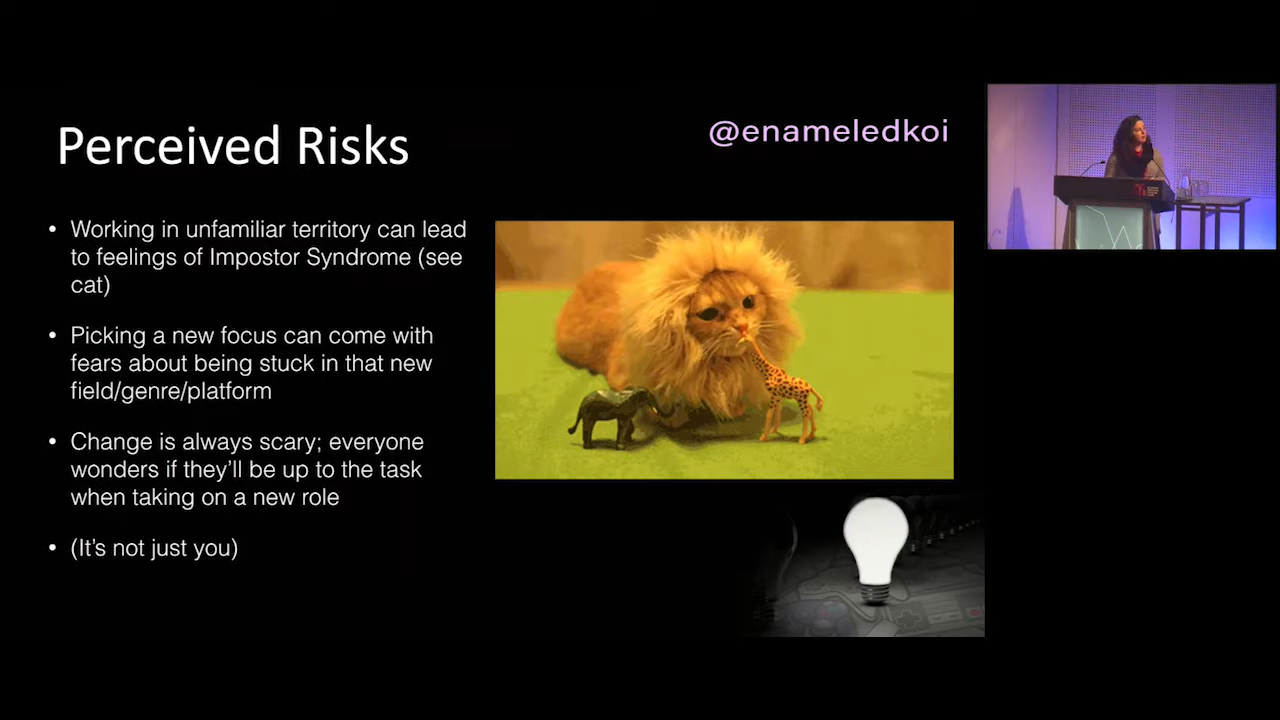 Perceived Risks
@enameledkoi
• Working in unfamiliar territory can lead
to feelings of Impostor Syndrome (see
cat)
• Picking a new focus can come with
fears about being stuck in that new
field/genre/platform
• Change is always scary; everyone
wonders if they’ll be up to the task
when taking on a new role
• (It’s not just you)